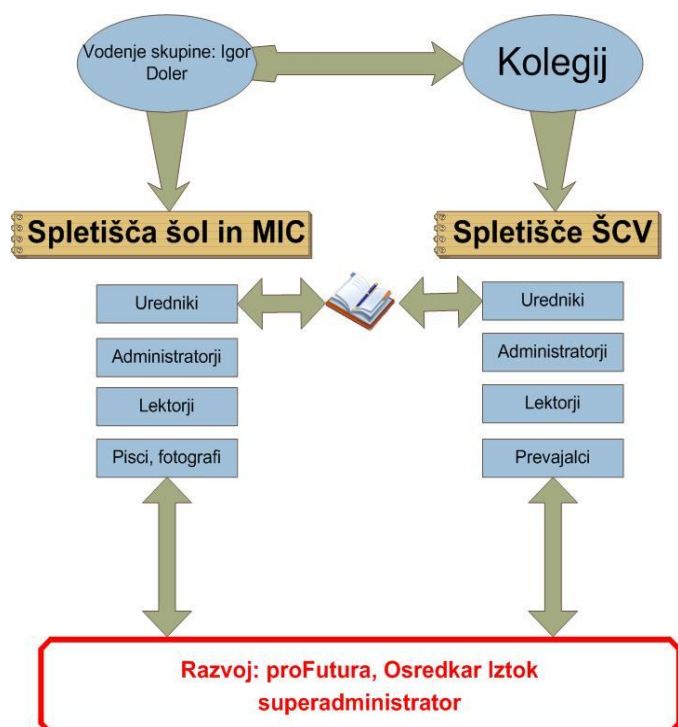 Vodenje skupine: Igor
Doler
Kolegij
Spletišča šol in MIC
Spletišče ŠCV
Uredniki
Uredniki
Administratorji
Administratorji
Lektorji
Lektorji
Pisci, fotografi
Prevajalci
Razvoj: proFutura, Osredkar Iztok
superadministrator